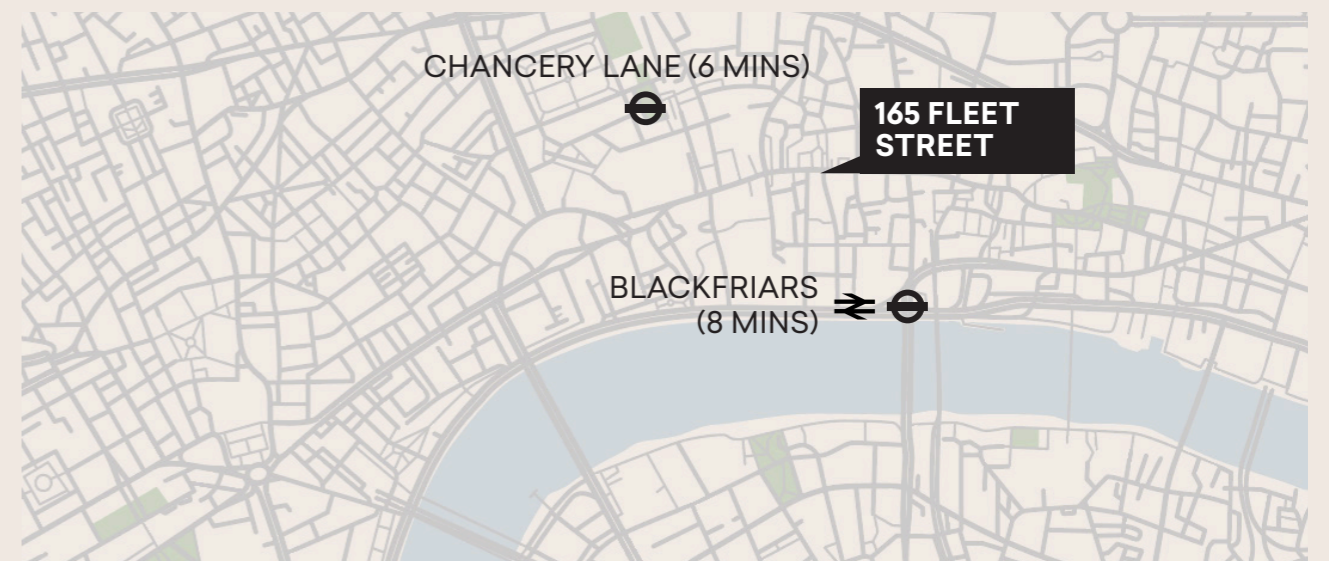 CHANCERY LANE (6 MINS)
165 FLEET
STREET
BLACKFRIARS
(8 MINS)